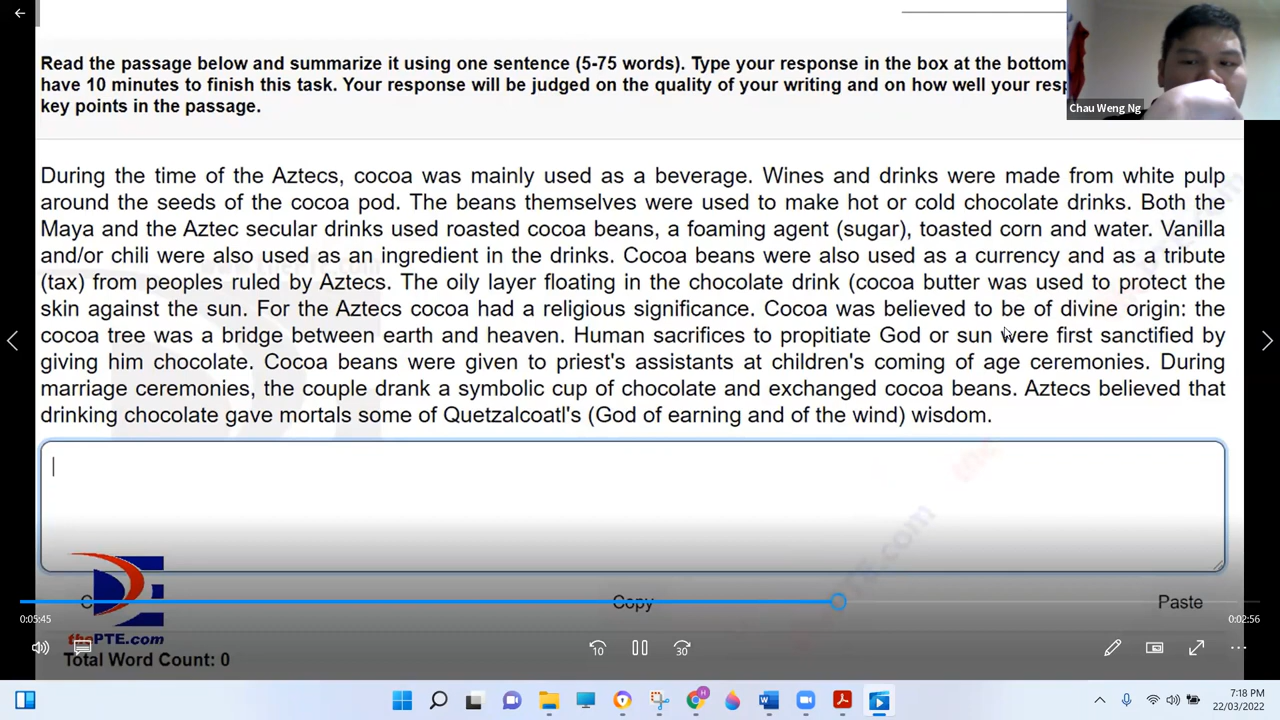 Read the passage below and summarize it using one sentence (5-75 words). Type your response in the box at the bottom
have 10 minutes to finish this task. Your response will be judged on the quality of your writing and on how well your
key points in the passage.
Chau Weng Ng
During the time of the Aztecs, cocoa was mainly used as a beverage. Wines and drinks were made from white pulp
around the seeds of the cocoa pod. The beans themselves were used to make hot or cold chocolate drinks. Both the
Maya and the Aztec secular drinks used roasted cocoa beans, a foaming agent (sugar), toasted corn and water. Vanilla
and/or chili were also used as an ingredient in the drinks. Cocoa beans were also used as a currency and as a tribute
(tax) from peoples ruled by Aztecs. The oily layer floating in the chocolate drink (cocoa butter was used to protect the
skin against the sun. For the Aztecs cocoa had a religious significance. Cocoa was believed to be of divine origin: the
cocoa tree was a bridge between earth and heaven. Human sacrifices to propitiate God or sun were first sanctified by
giving him chocolate. Cocoa beans were given to priest's assistants at children's coming of age ceremonies. During
marriage ceremonies, the couple drank a symbolic cup of chocolate and exchanged cocoa beans. Aztecs believed that
drinking chocolate gave mortals some of Quetzalcoatl's (God of earning and of the wind) wisdom.
Copy
Paste
0:05:45
0:02:56
thePTE.com
10
30
Total Word Count: 0
7:18 PM
22/03/2022